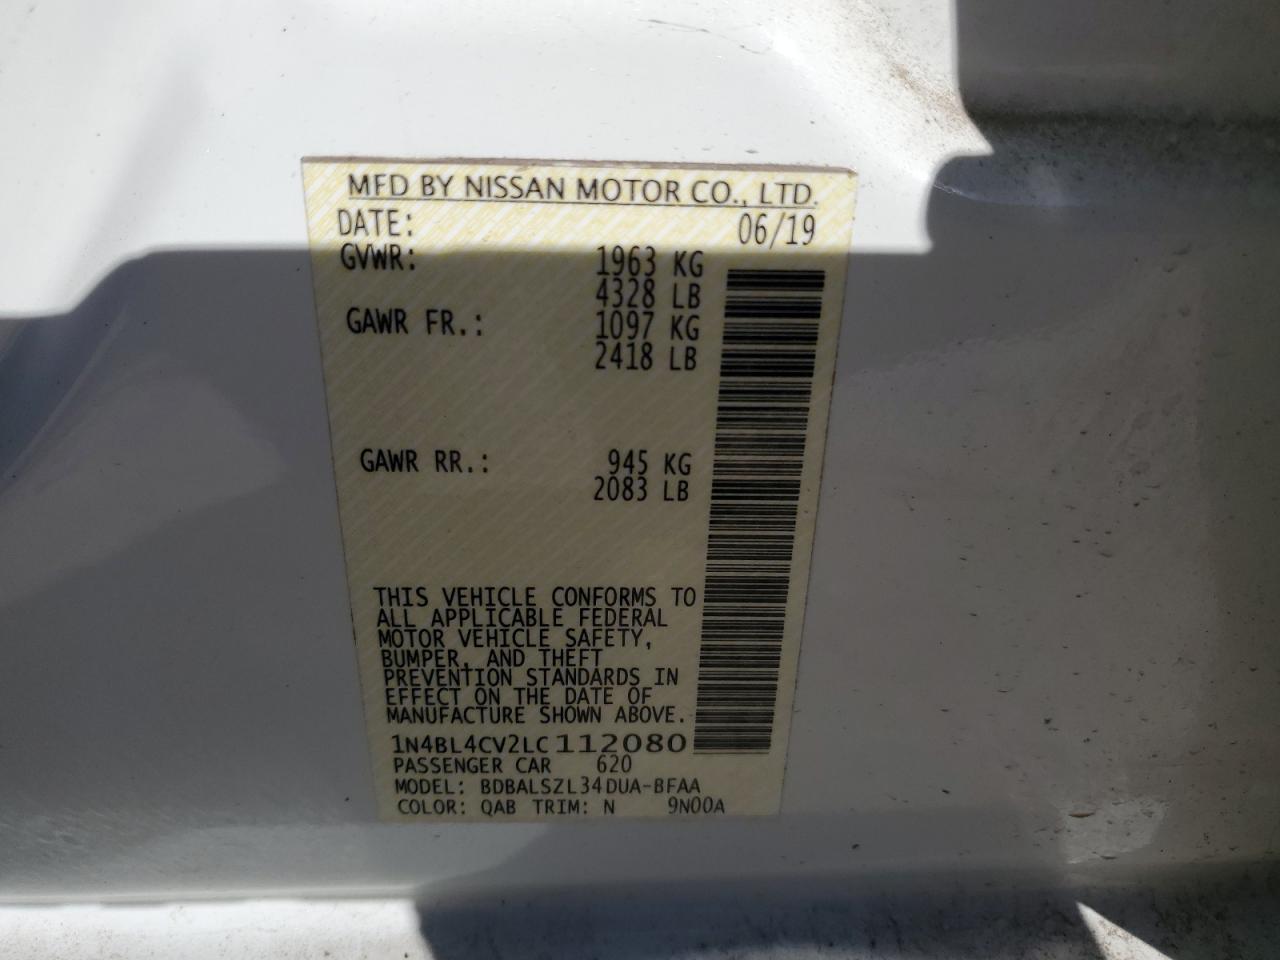 MFD BY NISSAN MOTOR CO., LTD.
DATE: 06/19
GVWR: 1963 KG
4328 LB
GAWR FR.: 1097 KG
2418 LB
GAWR RR.: 945 KG
2083 LB
THIS VEHICLE CONFORMS TO
ALL APPLICABLE FEDERAL
MOTOR VEHICLE SAFETY,
BUMPER, AND THEFT
PREVENTION STANDARDS IN
EFFECT ON THE DATE OF
MANUFACTURE SHOWN ABOVE.
1N4BL4CV2LC112080
PASSENGER CAR 620
MODEL: BDBALSZL34DUA-BFAA
COLOR: QAB TRIM: N 9N00A